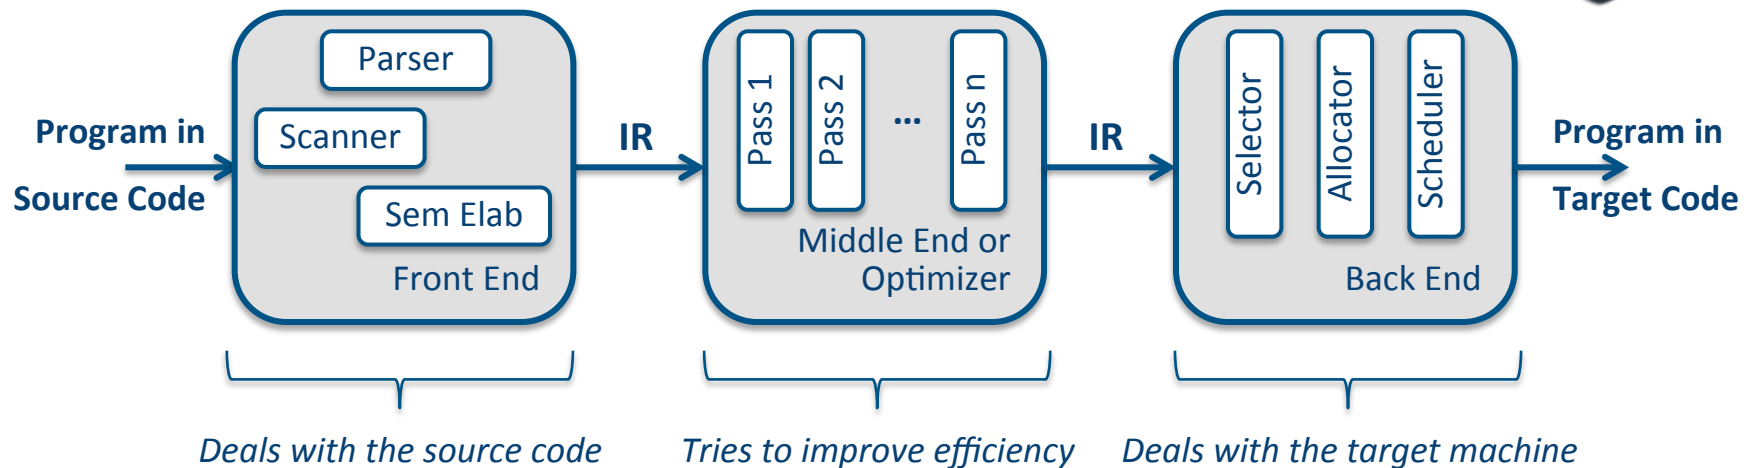 Program in
Source Code
Parser
Scanner
Sem Elab
Front End
IR
Pass 1
Pass 2
...
Pass n
Middle End or
Optimizer
IR
Selector
Allocator
Scheduler
Back End
Program in
Target Code
Deals with the source code
Tries to improve efficiency
Deals with the target machine